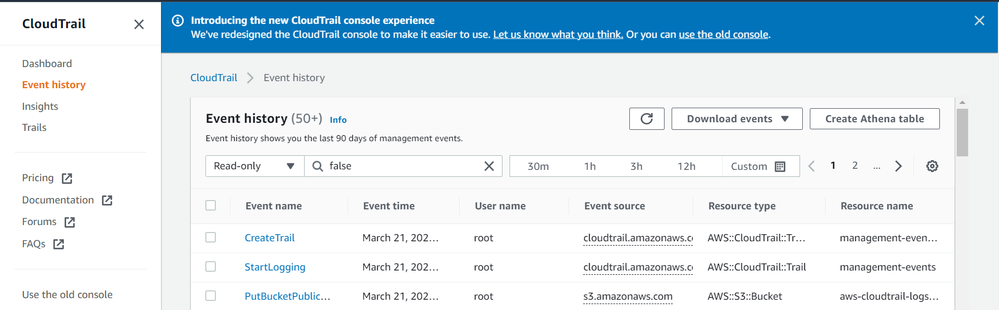 CloudTrail
Dashboard
Event history
Insights
Trails
Pricing
Documentation
Forums
FAQs
Use the old console
Introducing the new CloudTrail console experience
We've redesigned the CloudTrail console to make it easier to use. Let us know what you think. Or you can use the old console.
CloudTrail Event history
Event history (50+) Info
Event history shows you the last 90 days of management events.
Download events
Create Athena table
Read-only false 30m 1h 3h 12h Custom 1 2 ...
Event name Event time User name Event source Resource type Resource name
CreateTrail March 21, 202... root cloudtrail.amazonaws.c AWS::CloudTrail::Tr... management-even...
StartLogging March 21, 202... root cloudtrail.amazonaws.c AWS::CloudTrail::Trail management-events
PutBucketPublic... March 21, 202... root s3.amazonaws.com AWS::S3::Bucket aws-cloudtrail-logs...